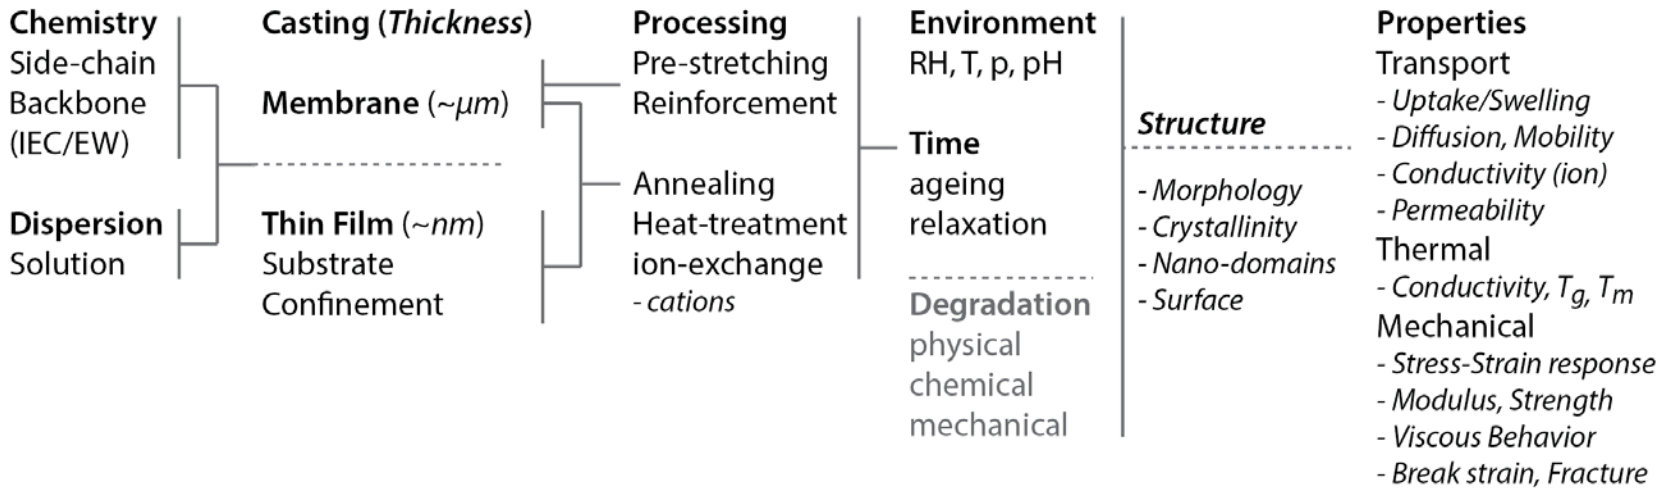 Chemistry
Side-chain
Backbone
(IEC/EW)
Dispersion
Solution
Casting (Thickness)
Membrane (~μm)
Thin Film (~nm)
Substrate
Confinement
Processing
Pre-stretching
Reinforcement
Annealing
Heat-treatment
ion-exchange
- cations
Environment
RH, T, p, pH
Time
ageing
relaxation
Degradation
physical
chemical
mechanical
Structure
- Morphology
- Crystallinity
- Nano-domains
- Surface
Properties
Transport
- Uptake/Swelling
- Diffusion, Mobility
- Conductivity (ion)
- Permeability
Thermal
- Conductivity, Tg, Tm
Mechanical
- Stress-Strain response
- Modulus, Strength
- Viscous Behavior
- Break strain, Fracture